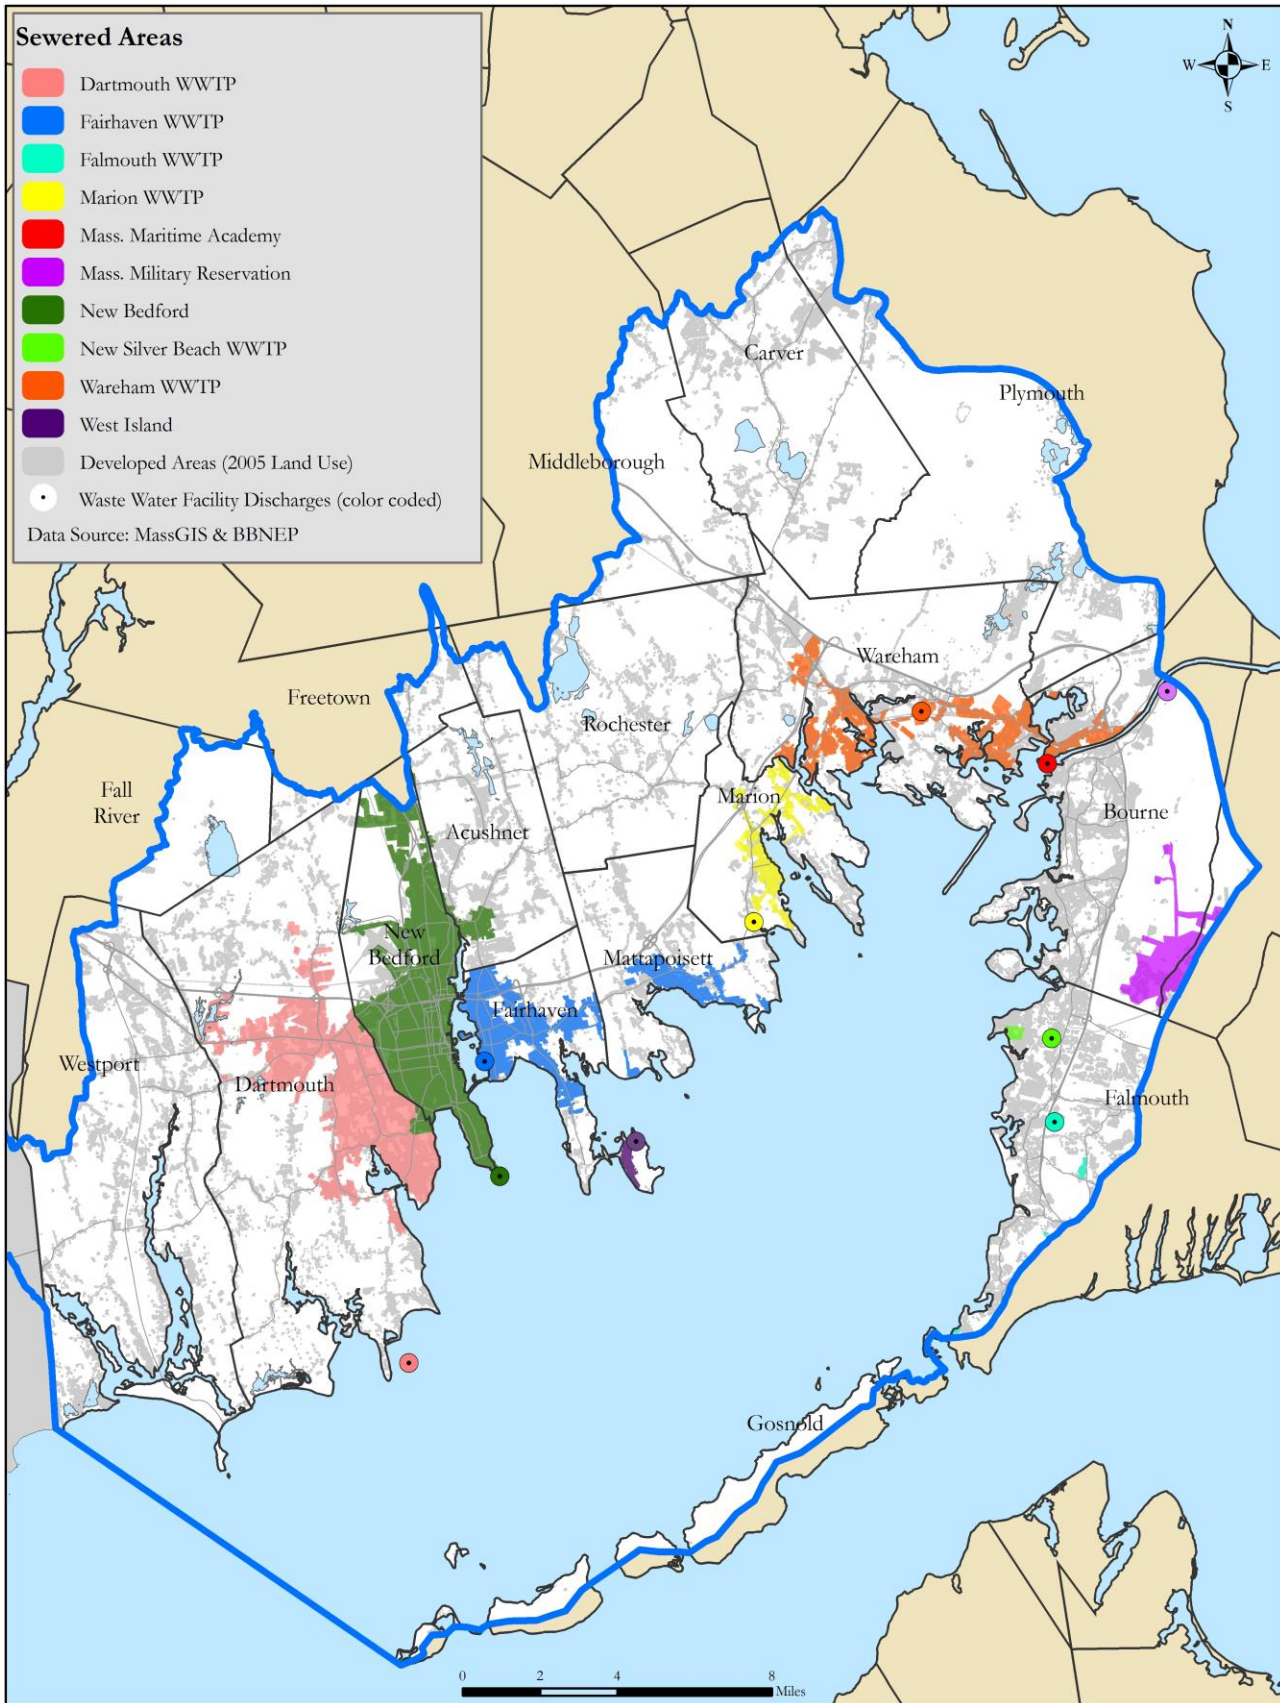 Sewered Areas
Dartmouth WWTP
Fairhaven WWTP
Falmouth WWTP
Marion WWTP
Mass. Maritime Academy
Mass. Military Reservation
New Bedford
New Silver Beach WWTP
Wareham WWTP
West Island
Developed Areas (2005 Land Use)
Waste Water Facility Discharges (color coded)
Data Source: MassGIS & BBNEP
N
W E
S
Carver
Plymouth
Middleborough
Wareham
Freetown
Rochester
Fall
River
Marion
Bourne
Acushnet
New
Bedford
Mattapoisett
Fairhaven
Westport
Dartmouth
Falmouth
Gosnold
0 2 4 8
Miles